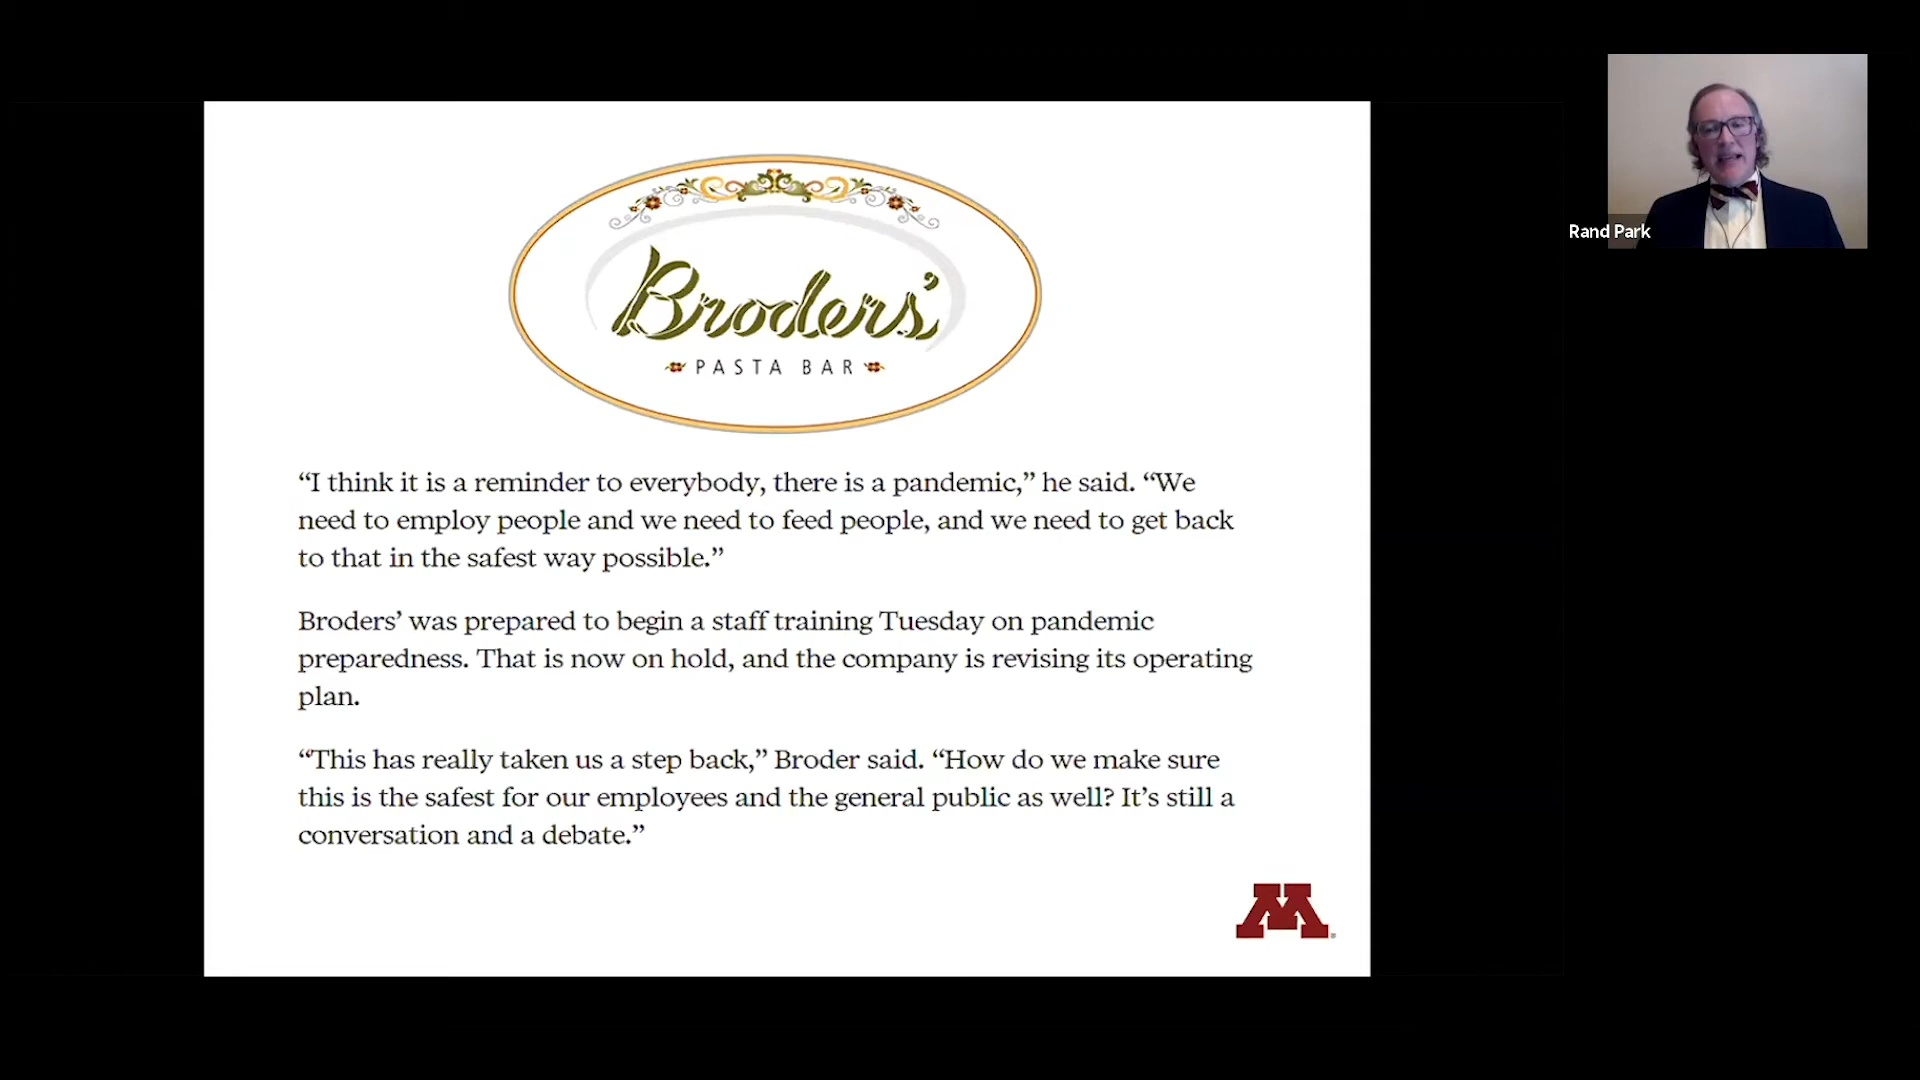 Broders'
PASTA BAR
Rand Park
“I think it is a reminder to everybody, there is a pandemic,” he said. “We
need to employ people and we need to feed people, and we need to get back
to that in the safest way possible.”
Broders’ was prepared to begin a staff training Tuesday on pandemic
preparedness. That is now on hold, and the company is revising its operating
plan.
“This has really taken us a step back,” Broder said. “How do we make sure
this is the safest for our employees and the general public as well? It’s still a
conversation and a debate.”
M®